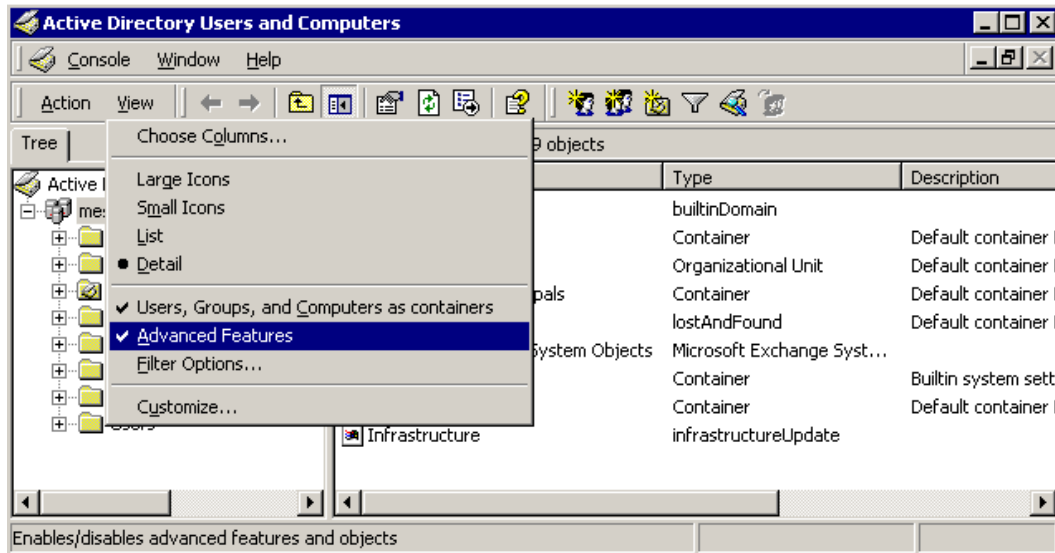 Active Directory Users and Computers
Console Window Help
Action View
Tree
9 objects
Choose Columns...
Large Icons
Small Icons
List
Detail
Users, Groups, and Computers as containers
Advanced Features
Filter Options...
Customize...
Active
Type Description
builtinDomain
Container Default container
Organizational Unit Default container
pals Container Default container
lostAndFound Default container
System Objects Microsoft Exchange Syst...
Container Builtin system sett
Container Default container
Users
Infrastructure infrastructureUpdate
Enables/disables advanced features and objects